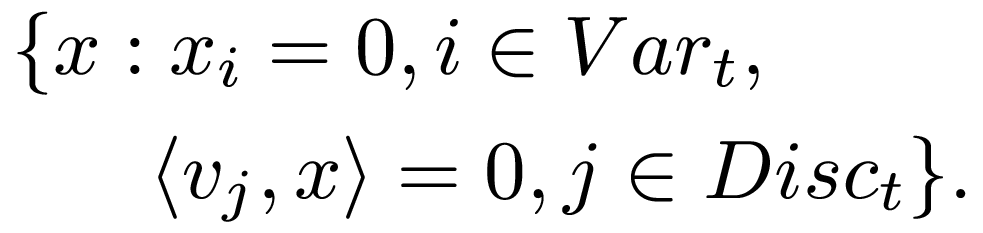 {x : x_i = 0, i ∈ Var_t,
⟨v_j, x⟩ = 0, j ∈ Disc_t}.